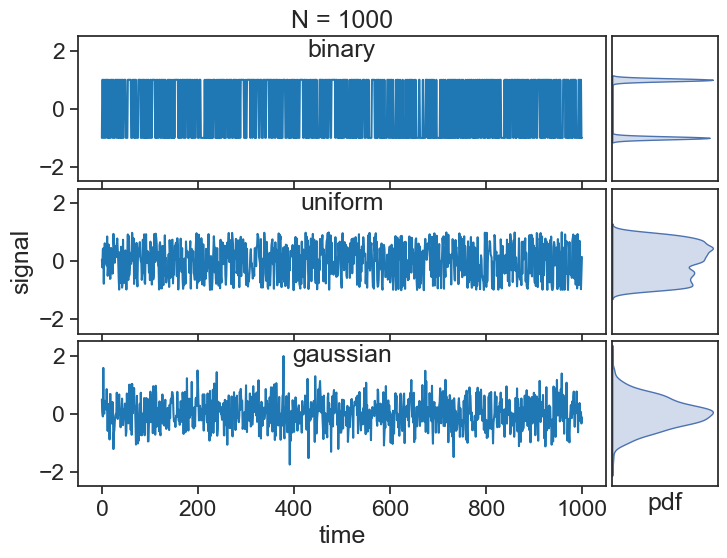 N = 1000
binary
2
0
−2
uniform
2
0
−2
signal
gaussian
2
0
−2
0 200 400 600 800 1000
time
pdf